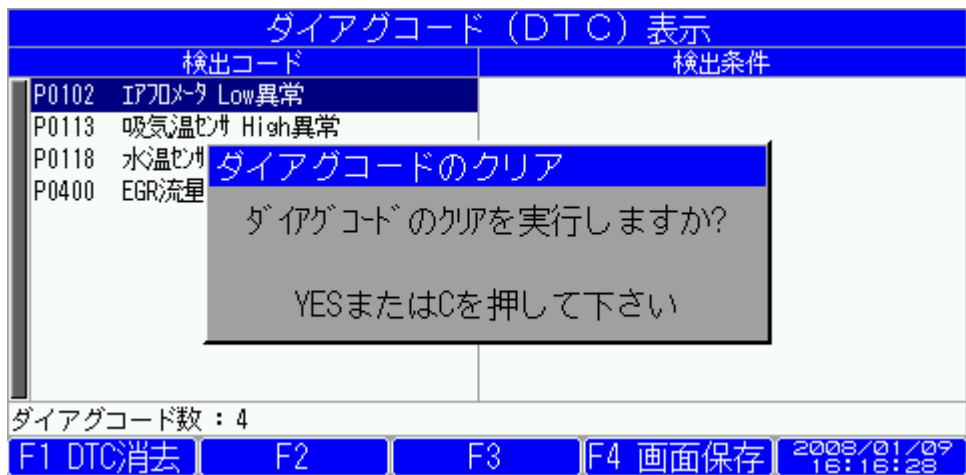 ダイアグコード（DTC）表示
検出コード
検出条件
P0102 ｴｱﾌﾛﾒｰﾀ Low異常
P0113 吸気温ｾﾝｻ High異常
P0118 水温ｾﾝｻ
P0400 EGR流量
ダイアグコードのクリア
ﾀﾞｲｱｸﾞｺｰﾄﾞのｸﾘｱを実行しますか?
YESまたはCを押して下さい
ダイアグコード数：4
F1 DTC消去
F2
F3
F4 画面保存
2008/01/09
16:16:28